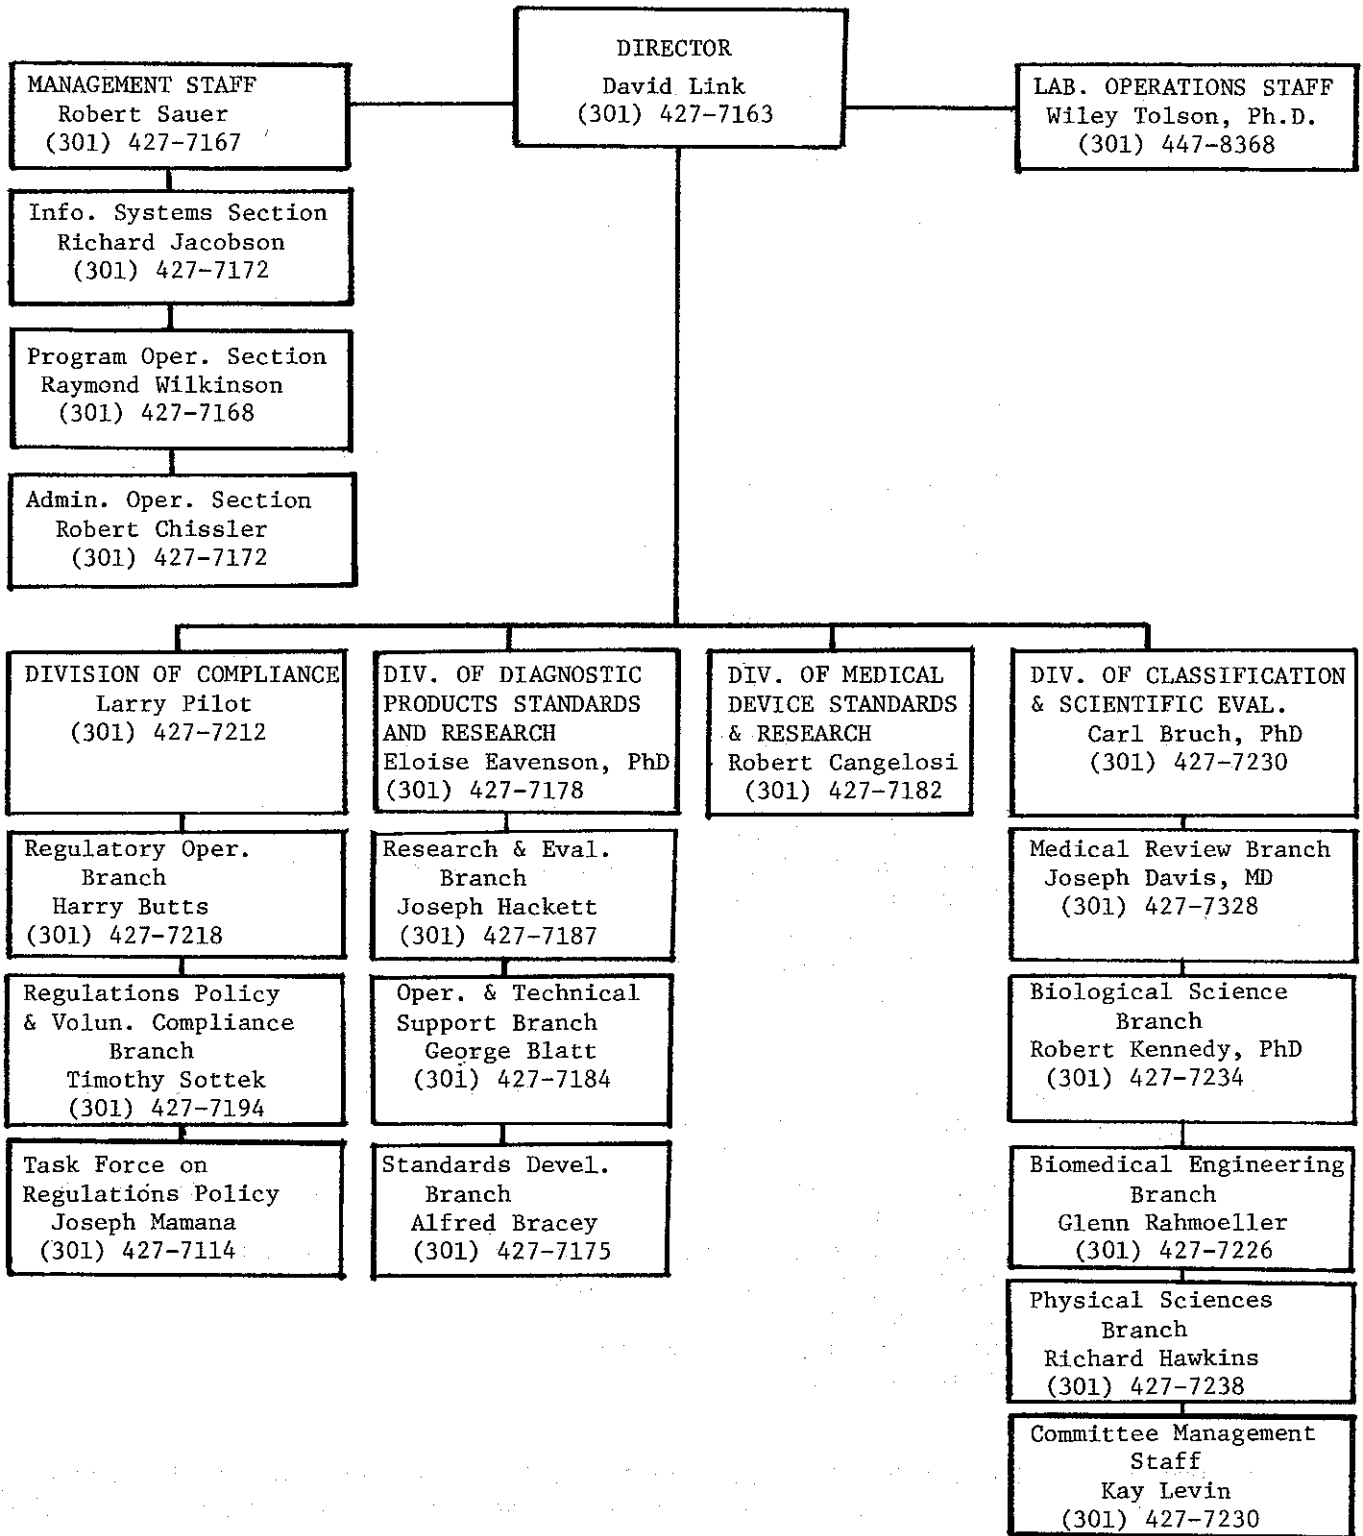 DIRECTOR
David Link
(301) 427-7163
MANAGEMENT STAFF
Robert Sauer
(301) 427-7167
LAB. OPERATIONS STAFF
Wiley Tolson, Ph.D.
(301) 447-8368
Info. Systems Section
Richard Jacobson
(301) 427-7172
Program Oper. Section
Raymond Wilkinson
(301) 427-7168
Admin. Oper. Section
Robert Chissler
(301) 427-7172
DIVISION OF COMPLIANCE
Larry Pilot
(301) 427-7212
Regulatory Oper.
Branch
Harry Butts
(301) 427-7218
Regulations Policy
& Volun. Compliance
Branch
Timothy Sottek
(301) 427-7194
Task Force on
Regulations Policy
Joseph Mamana
(301) 427-7114
DIV. OF DIAGNOSTIC
PRODUCTS STANDARDS
AND RESEARCH
Eloise Eavenson, PhD
(301) 427-7178
Research & Eval.
Branch
Joseph Hackett
(301) 427-7187
Oper. & Technical
Support Branch
George Blatt
(301) 427-7184
Standards Devel.
Branch
Alfred Bracey
(301) 427-7175
DIV. OF MEDICAL
DEVICE STANDARDS
& RESEARCH
Robert Cangelosi
(301) 427-7182
DIV. OF CLASSIFICATION
& SCIENTIFIC EVAL.
Carl Bruch, PhD
(301) 427-7230
Medical Review Branch
Joseph Davis, MD
(301) 427-7328
Biological Science
Branch
Robert Kennedy, PhD
(301) 427-7234
Biomedical Engineering
Branch
Glenn Rahmoeller
(301) 427-7226
Physical Sciences
Branch
Richard Hawkins
(301) 427-7238
Committee Management
Staff
Kay Levin
(301) 427-7230